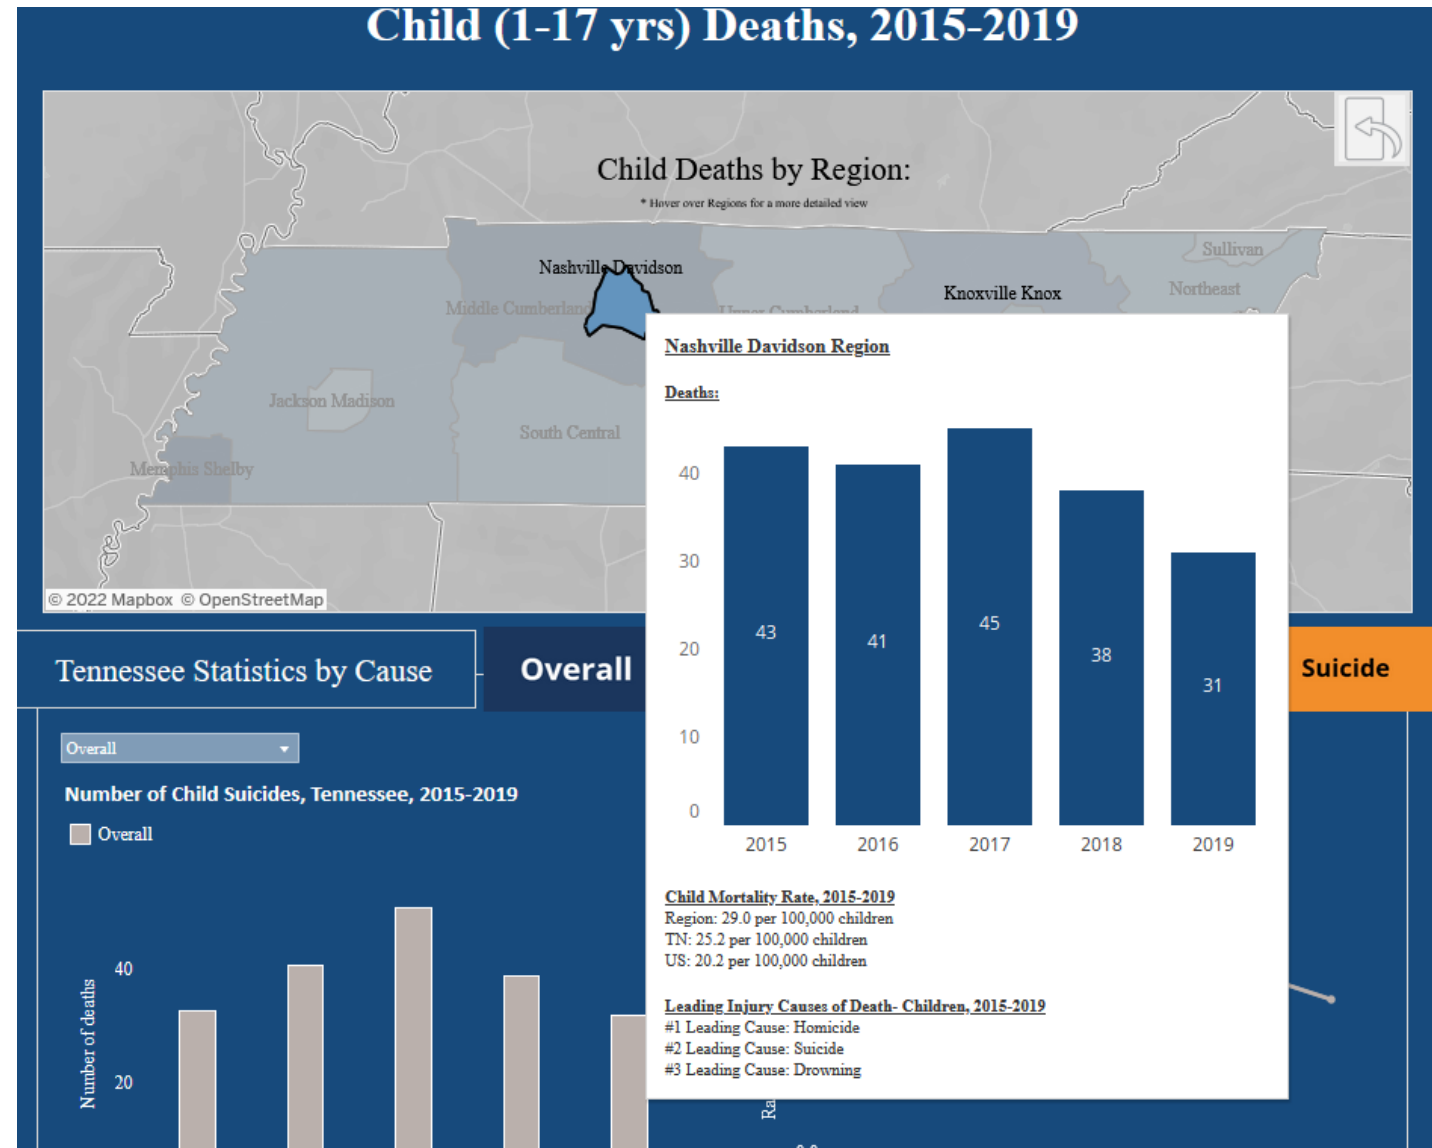 Child (1-17 yrs) Deaths, 2015-2019
Child Deaths by Region:
* Hover over Regions for a more detailed view
Sullivan
Nashville Davidson
Northeast
Knoxville Knox
Middle Cumberland
Upper Cumberland
Jackson Madison
South Central
Memphis Shelby
© 2022 Mapbox © OpenStreetMap
Nashville Davidson Region
Deaths:
40
30
20
10
0
43
41
45
38
31
2015 2016 2017 2018 2019
Child Mortality Rate, 2015-2019
Region: 29.0 per 100,000 children
TN: 25.2 per 100,000 children
US: 20.2 per 100,000 children
Leading Injury Causes of Death- Children, 2015-2019
#1 Leading Cause: Homicide
#2 Leading Cause: Suicide
#3 Leading Cause: Drowning
Tennessee Statistics by Cause
Overall
Suicide
Overall
Number of Child Suicides, Tennessee, 2015-2019
Overall
Number of deaths
40
20
Ra